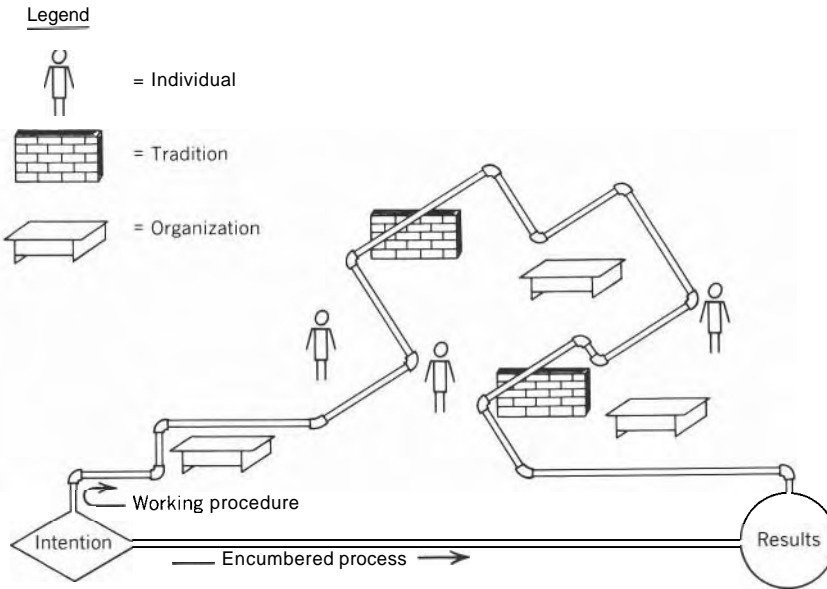 Legend
= Individual
= Tradition
= Organization
Working procedure
Intention
Results
Encumbered process